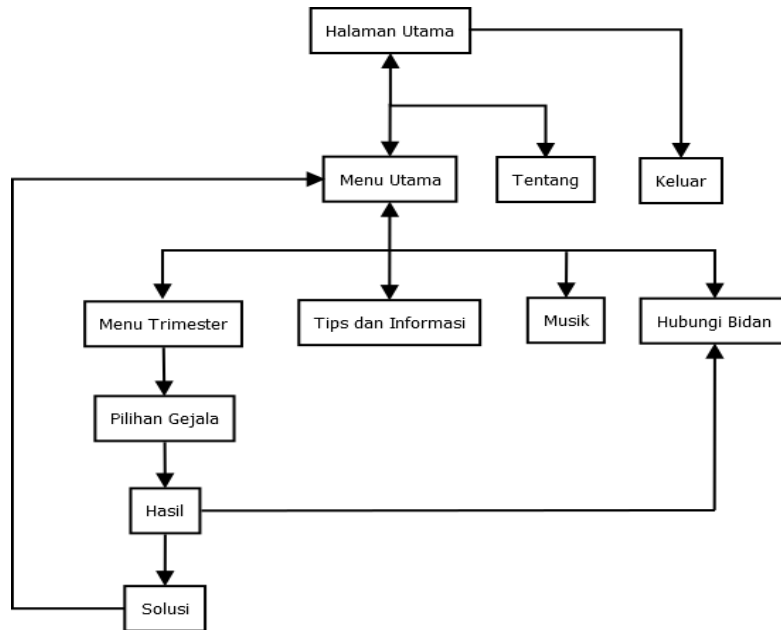 Halaman Utama
Menu Utama
Tentang
Keluar
Menu Trimester
Tips dan Informasi
Musik
Hubungi Bidan
Pilihan Gejala
Hasil
Solusi